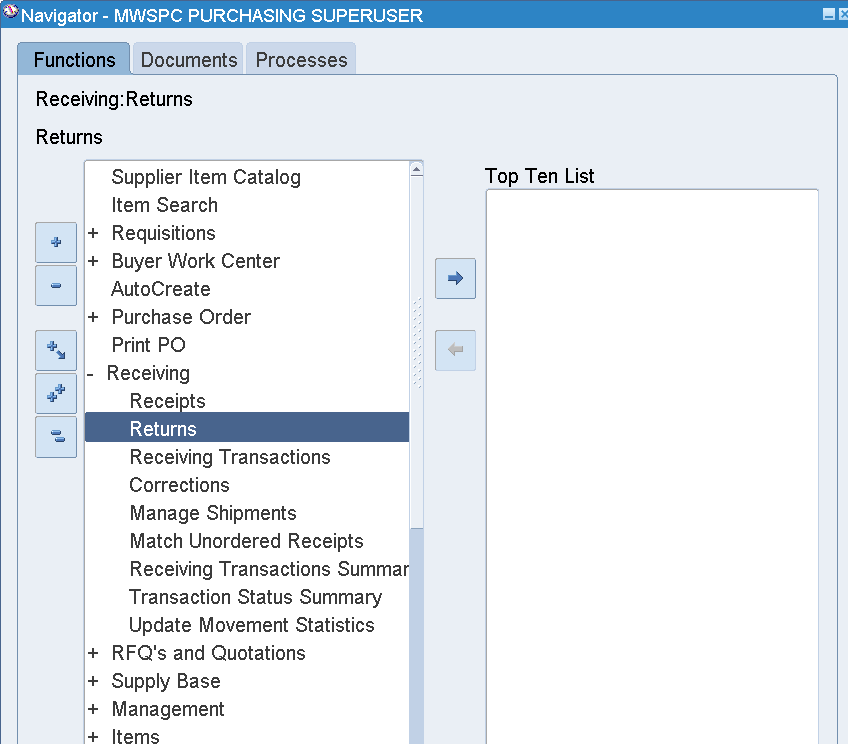 Navigator - MWSPC PURCHASING SUPERUSER
Functions Documents Processes
Receiving:Returns
Returns
Top Ten List
Supplier Item Catalog
Item Search
+ Requisitions
+ Buyer Work Center
AutoCreate
+ Purchase Order
Print PO
- Receiving
Receipts
Returns
Receiving Transactions
Corrections
Manage Shipments
Match Unordered Receipts
Receiving Transactions Summar
Transaction Status Summary
Update Movement Statistics
+ RFQ's and Quotations
+ Supply Base
+ Management
+ Items